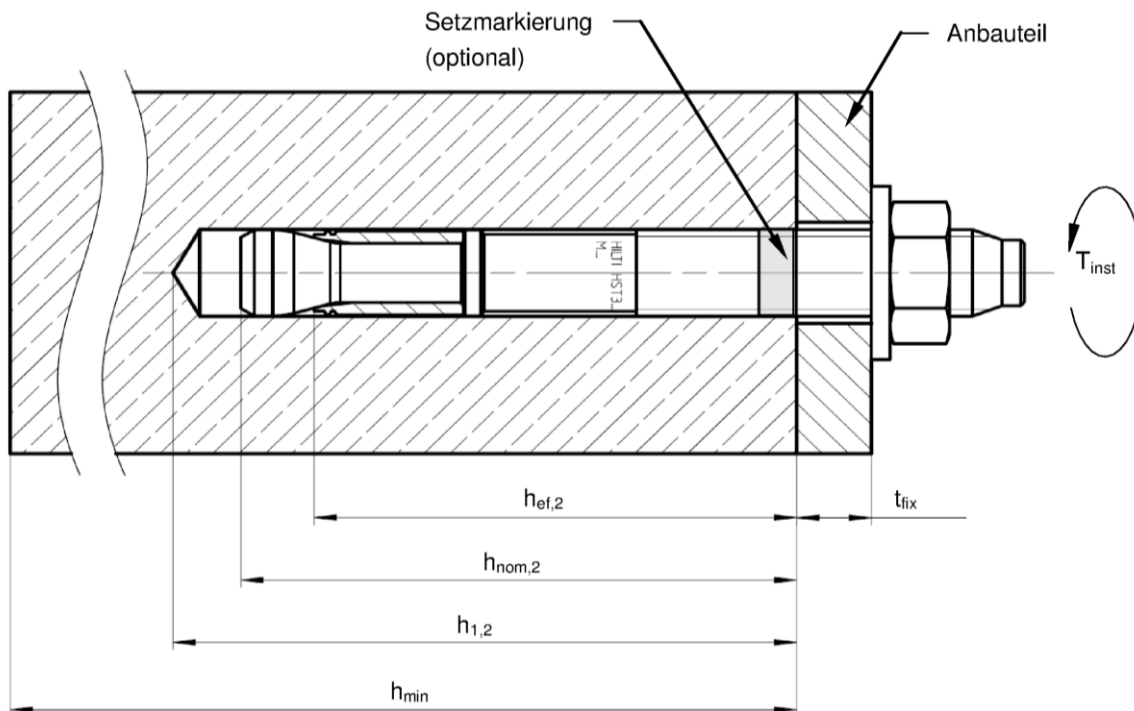 Setzmarkierung
(optional)
Anbauteil
HILTI HST3_
M_
T_inst
h_ef,2
t_fix
h_nom,2
h_1,2
h_min